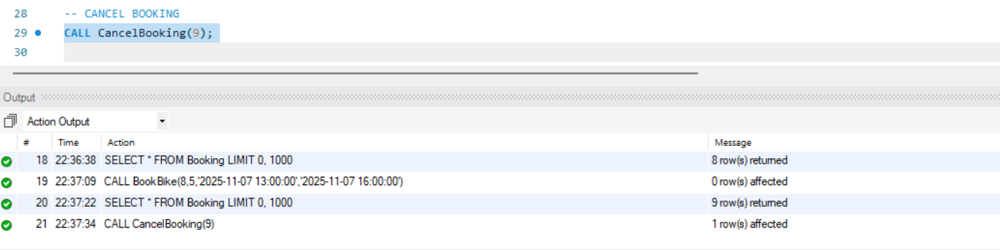 28 -- CANCEL BOOKING
29 CALL CancelBooking(9);
30
Output
Action Output
# Time Action Message
18 22:36:38 SELECT * FROM Booking LIMIT 0, 1000 8 row(s) returned
19 22:37:09 CALL BookBike(8,5,'2025-11-07 13:00:00','2025-11-07 16:00:00') 0 row(s) affected
20 22:37:22 SELECT * FROM Booking LIMIT 0, 1000 9 row(s) returned
21 22:37:34 CALL CancelBooking(9) 1 row(s) affected